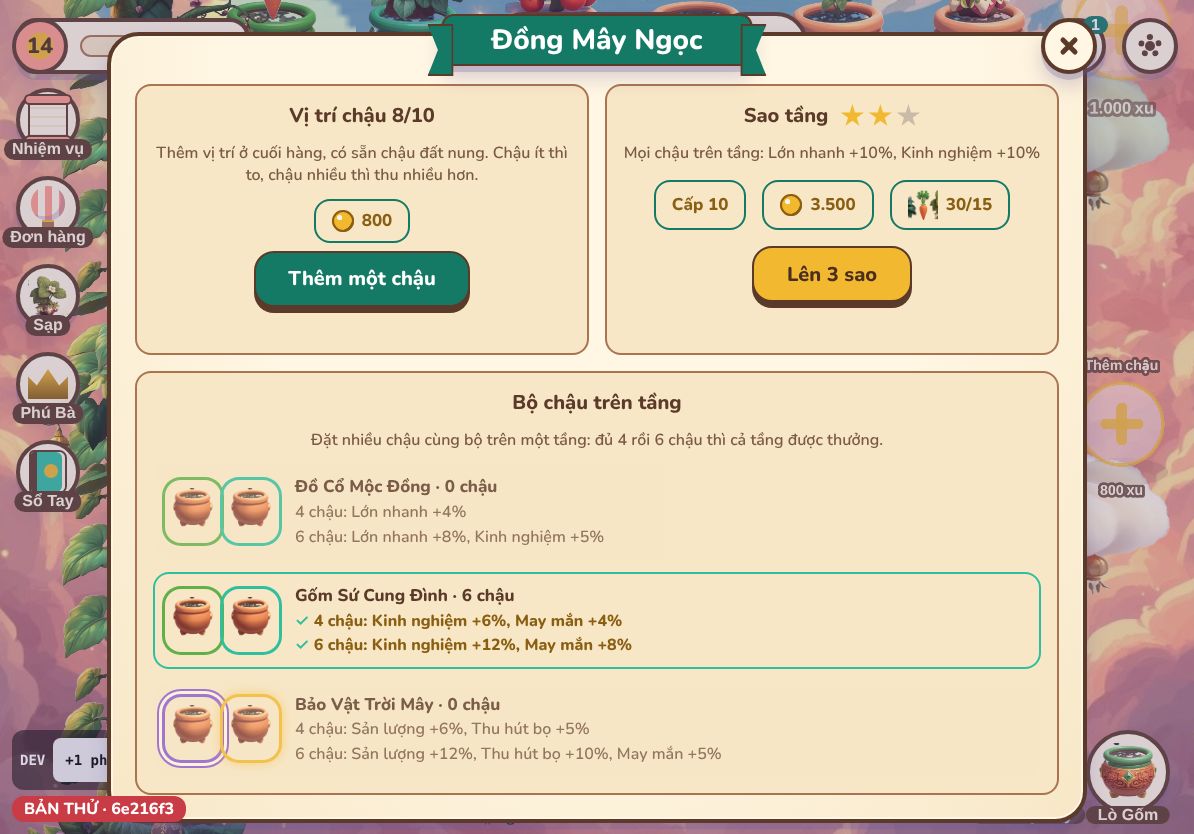 Đồng Mây Ngọc
14
1
Nhiệm vụ
Đơn hàng
Sạp
Phú Bà
Sổ Tay
Vị trí chậu 8/10
Thêm vị trí ở cuối hàng, có sẵn chậu đất nung. Chậu ít thì
to, chậu nhiều thì thu nhiều hơn.
800
Thêm một chậu
Sao tầng
Mọi chậu trên tầng: Lớn nhanh +10%, Kinh nghiệm +10%
Cấp 10
3.500
30/15
Lên 3 sao
Bộ chậu trên tầng
Đặt nhiều chậu cùng bộ trên một tầng: đủ 4 rồi 6 chậu thì cả tầng được thưởng.
Đồ Cổ Mộc Đồng · 0 chậu
4 chậu: Lớn nhanh +4%
6 chậu: Lớn nhanh +8%, Kinh nghiệm +5%
Gốm Sứ Cung Đình · 6 chậu
✓ 4 chậu: Kinh nghiệm +6%, May mắn +4%
✓ 6 chậu: Kinh nghiệm +12%, May mắn +8%
Bảo Vật Trời Mây · 0 chậu
4 chậu: Sản lượng +6%, Thu hút bọ +5%
6 chậu: Sản lượng +12%, Thu hút bọ +10%, May mắn +5%
1.000 xu
Thêm chậu
800 xu
Lò Gốm
DEV
+1 ph
BẢN THỬ · 6e216f3